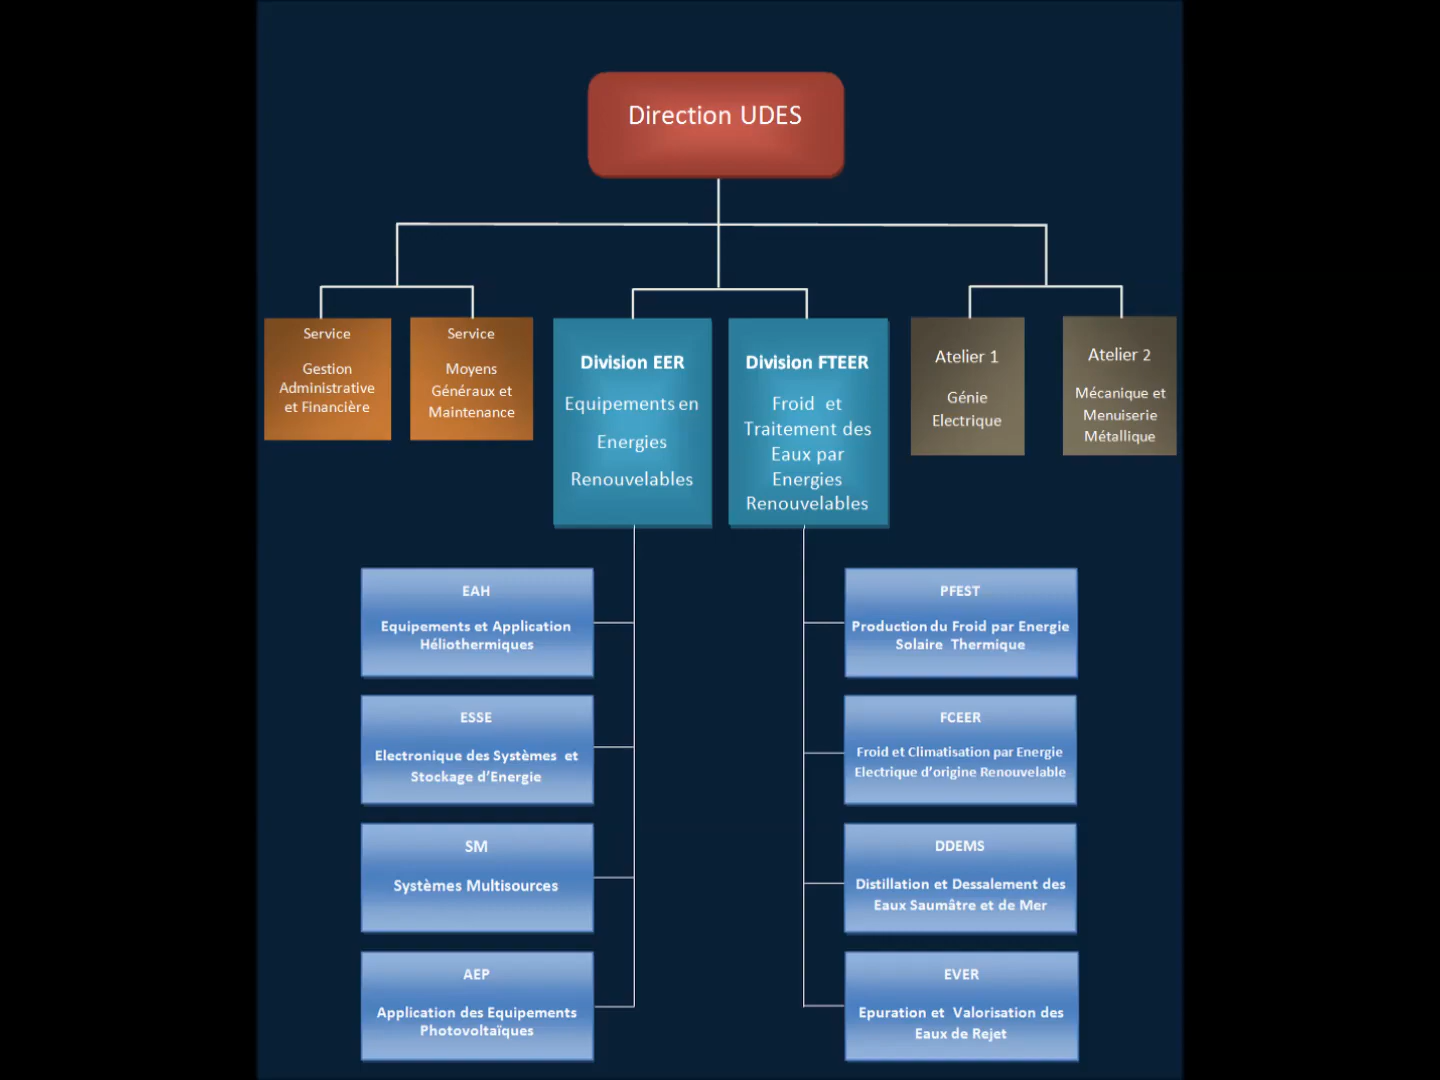 Direction UDES
Service
Gestion
Administrative
et Financière
Service
Moyens
Généraux et
Maintenance
Division EER
Equipements en
Energies
Renouvelables
Division FTEER
Froid et
Traitement des
Eaux par
Energies
Renouvelables
Atelier 1
Génie
Electrique
Atelier 2
Mécanique et
Menuiserie
Métallique
EAH
Equipements et Application
Héliothermiques
ESSE
Electronique des Systèmes et
Stockage d'Energie
SM
Systèmes Multisources
AEP
Application des Equipements
Photovoltaïques
PFEST
Production du Froid par Energie
Solaire Thermique
FCEER
Froid et Climatisation par Energie
Electrique d'origine Renouvelable
DDEMS
Distillation et Dessalement des
Eaux Saumâtre et de Mer
EVER
Epuration et Valorisation des
Eaux de Rejet